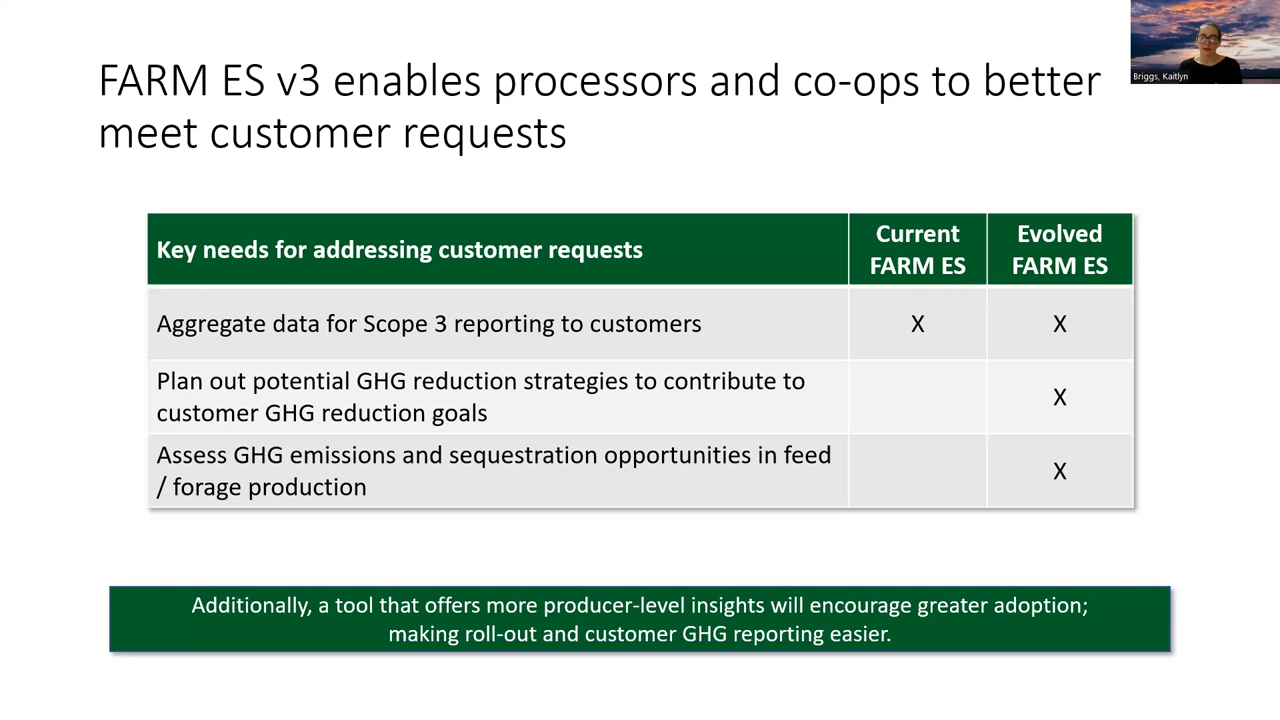 FARM ES v3 enables processors and co-ops to better
meet customer requests
Briggs, Kaitlyn
Key needs for addressing customer requests
Current
FARM ES
Evolved
FARM ES
Aggregate data for Scope 3 reporting to customers
X
X
Plan out potential GHG reduction strategies to contribute to
customer GHG reduction goals
X
Assess GHG emissions and sequestration opportunities in feed
/ forage production
X
Additionally, a tool that offers more producer-level insights will encourage greater adoption;
making roll-out and customer GHG reporting easier.